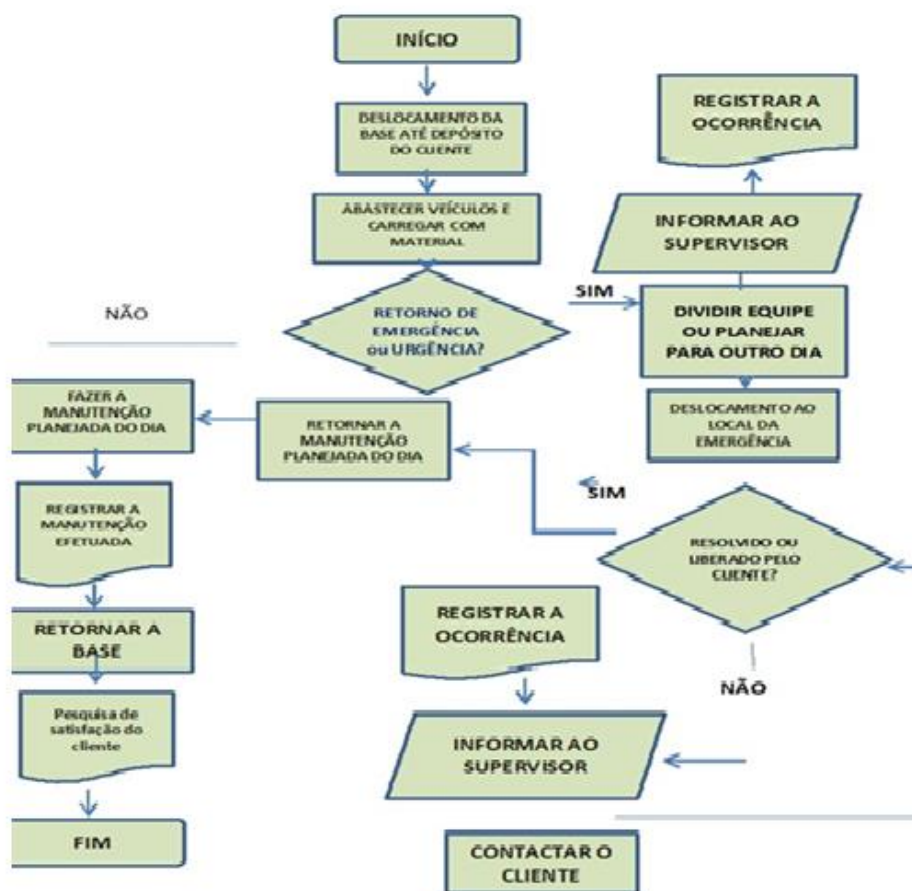 INÍCIO
DESLOCAMENTO DA
BASE ATÉ DEPÓSITO
DO CLIENTE
REGISTRAR A
OCORRÊNCIA
ABASTECER VEÍCULOS E
CARREGAR COM
MATERIAL
INFORMAR AO
SUPERVISOR
NÃO
RETORNO DE
EMERGÊNCIA
ou URGÊNCIA?
SIM
DIVIDIR EQUIPE
OU PLANEJAR
PARA OUTRO DIA
FAZER A
MANUTENÇÃO
PLANEJADA DO DIA
RETORNAR A
MANUTENÇÃO
PLANEJADA DO DIA
DESLOCAMENTO AO
LOCAL DA
EMERGÊNCIA
SIM
REGISTRAR A
MANUTENÇÃO
EFETUADA
RESOLVIDO OU
LIBERADO PELO
CLIENTE?
REGISTRAR A
OCORRÊNCIA
RETORNAR A
BASE
NÃO
Pesquisa de
satisfação do
cliente
INFORMAR AO
SUPERVISOR
FIM
CONTACTAR O
CLIENTE